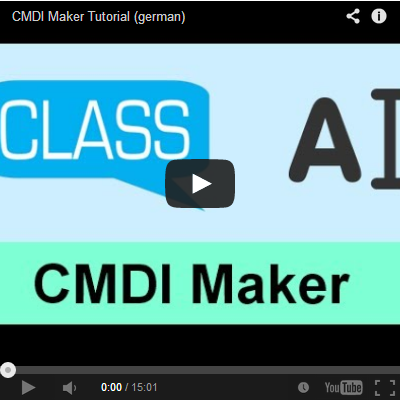 CMDI Maker Tutorial (german)
CLASS
AI
CMDI Maker
0:00 / 15:01
YouTube